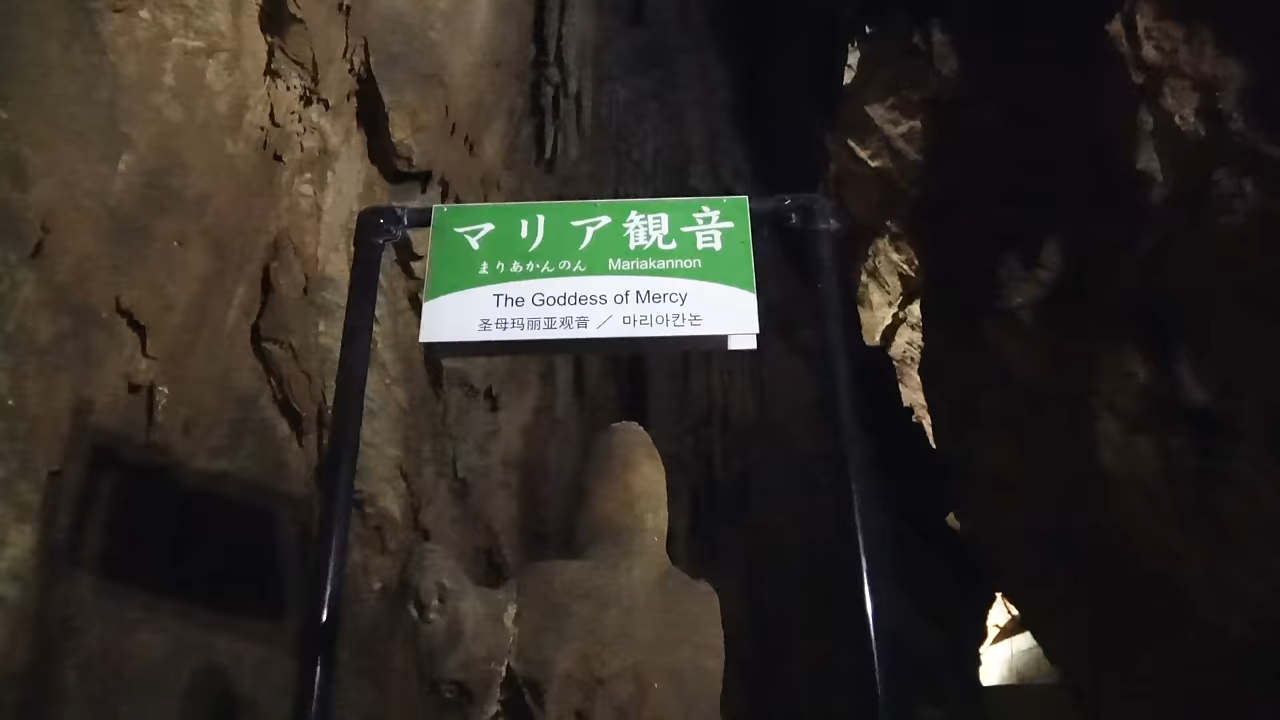 マリア観音
まりあかんのん Mariakannon
The Goddess of Mercy
圣母玛丽亚观音 ／ 마리아칸논